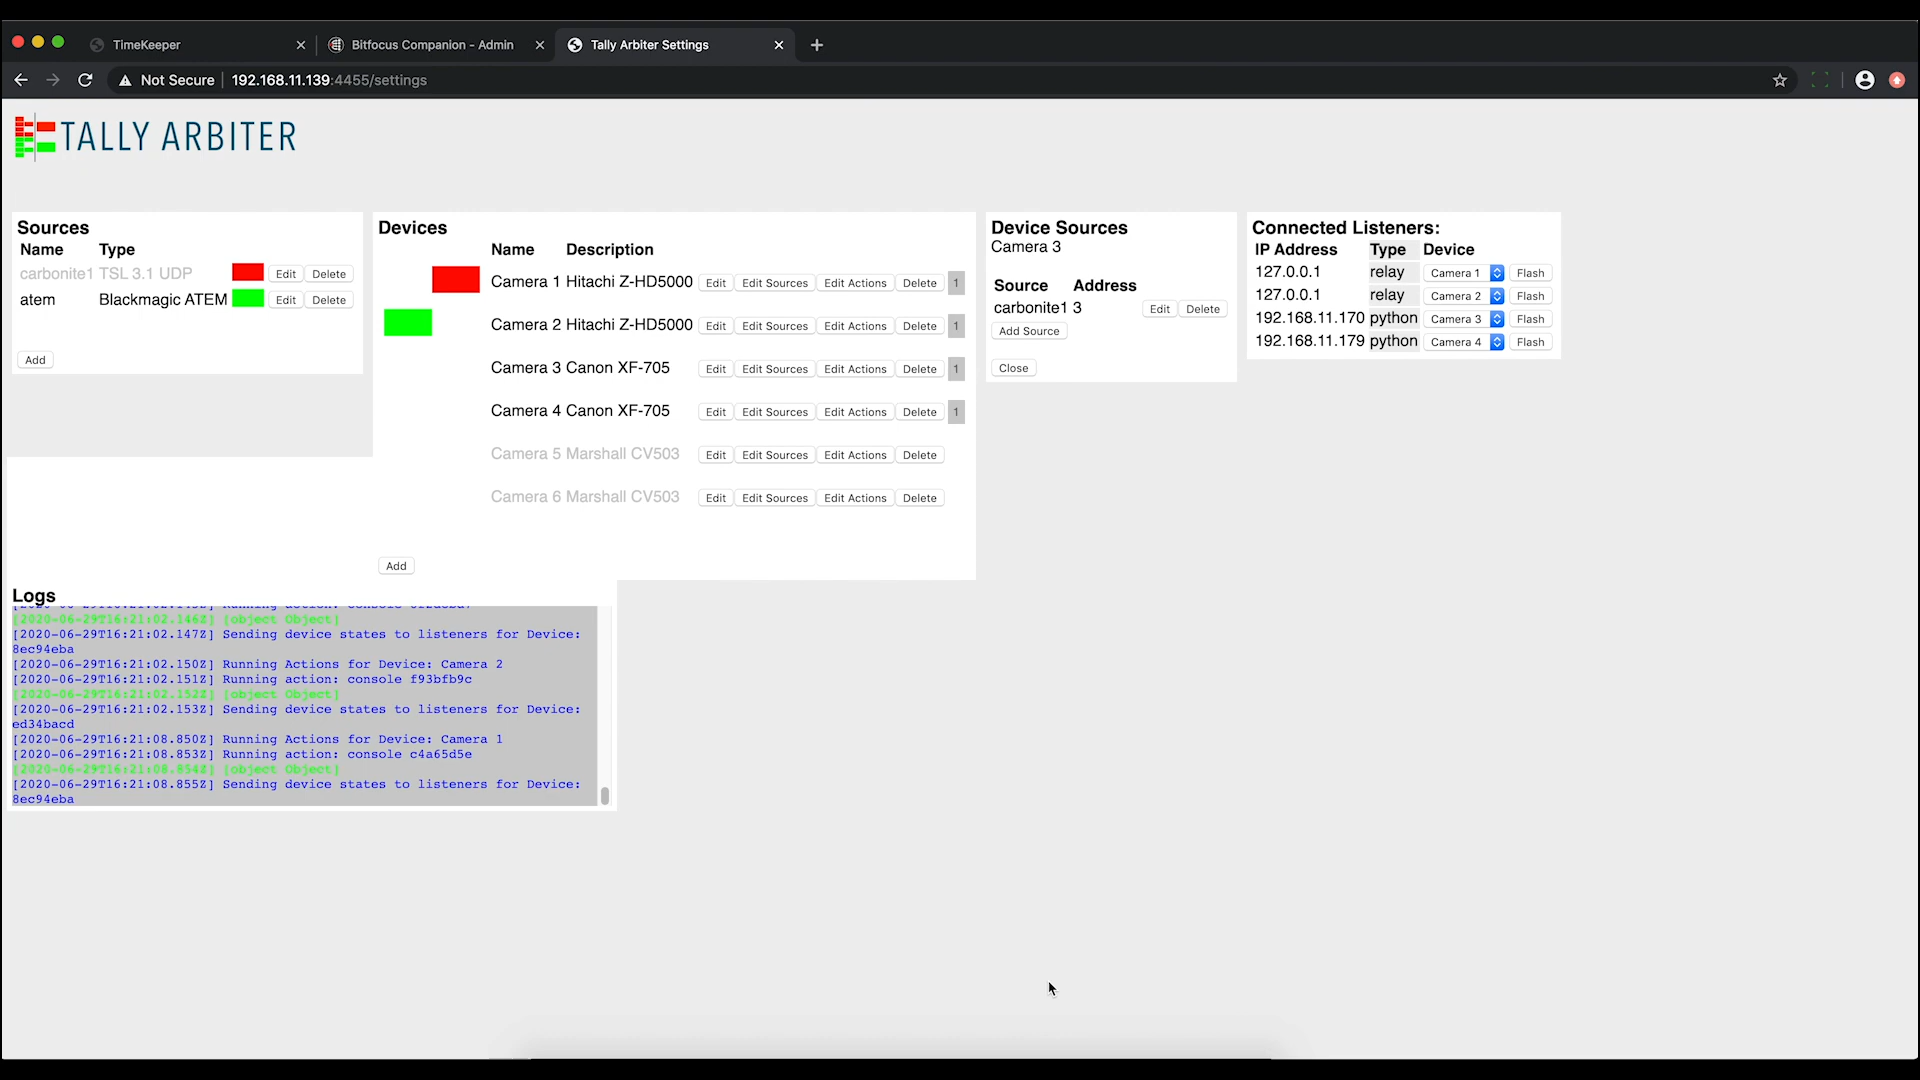 TimeKeeper
Bitfocus Companion - Admin
Tally Arbiter Settings
Not Secure
192.168.11.139:4455/settings
TALLY ARBITER
Sources
Name Type
carbonite1 TSL 3.1 UDP Edit Delete
atem Blackmagic ATEM Edit Delete
Add
Devices
Name Description
Camera 1 Hitachi Z-HD5000 Edit Edit Sources Edit Actions Delete 1
Camera 2 Hitachi Z-HD5000 Edit Edit Sources Edit Actions Delete 1
Camera 3 Canon XF-705 Edit Edit Sources Edit Actions Delete 1
Camera 4 Canon XF-705 Edit Edit Sources Edit Actions Delete 1
Camera 5 Marshall CV503 Edit Edit Sources Edit Actions Delete
Camera 6 Marshall CV503 Edit Edit Sources Edit Actions Delete
Add
Device Sources
Camera 3
Source Address
carbonite1 3 Edit Delete
Add Source
Close
Connected Listeners:
IP Address Type Device
127.0.0.1 relay Camera 1 Flash
127.0.0.1 relay Camera 2 Flash
192.168.11.170 python Camera 3 Flash
192.168.11.179 python Camera 4 Flash
Logs
[2020-06-29T16:21:02.146Z] [object Object]
[2020-06-29T16:21:02.147Z] Sending device states to listeners for Device:
8ec94eba
[2020-06-29T16:21:02.150Z] Running Actions for Device: Camera 2
[2020-06-29T16:21:02.151Z] Running action: console f93bfb9c
[2020-06-29T16:21:02.152Z] [object Object]
[2020-06-29T16:21:02.153Z] Sending device states to listeners for Device:
ed34bacd
[2020-06-29T16:21:08.850Z] Running Actions for Device: Camera 1
[2020-06-29T16:21:08.853Z] Running action: console c4a65d5e
[2020-06-29T16:21:08.854Z] [object Object]
[2020-06-29T16:21:08.855Z] Sending device states to listeners for Device:
8ec94eba